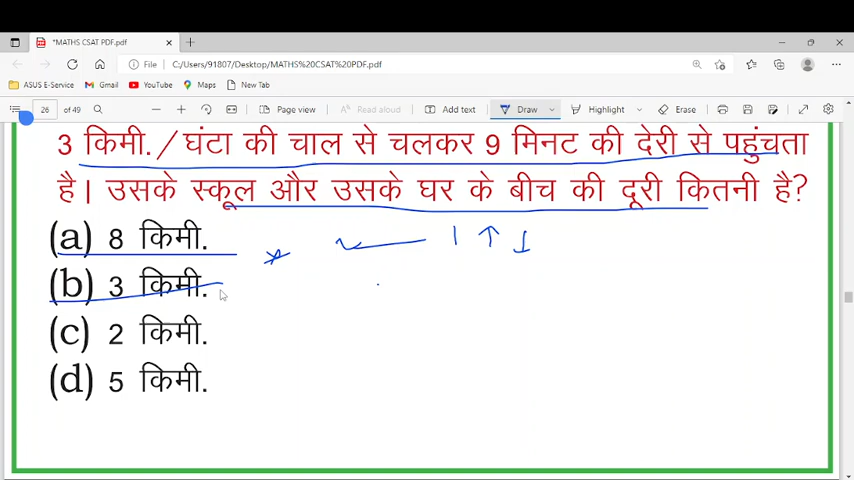 *MATHS CSAT PDF.pdf
File C:/Users/91807/Desktop/MATHS%20CSAT%20PDF.pdf
ASUS E-Service Gmail YouTube Maps New Tab
26 of 49 Page view Read aloud Add text Draw Highlight Erase
3 किमी./घंटा की चाल से चलकर 9 मिनट की देरी से पहुंचता
है। उसके स्कूल और उसके घर के बीच की दूरी कितनी है?
(a) 8 किमी.
(b) 3 किमी.
(c) 2 किमी.
(d) 5 किमी.